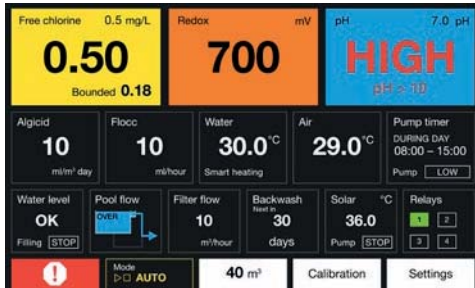 Free chlorine 0.5 mg/L
0.50
Bounded 0.18
Redox mV
700
pH 7.0 pH
HIGH
pH ≥ 10
Algicid
10
ml/m³ day
Flocc
10
ml/hour
Water
30.0°C
Smart heating
Air
29.0°C
Pump timer
DURING DAY
08:00 – 15:00
Pump LOW
Water level
OK
Filling STOP
Pool flow
OVER
Filter flow
10
m³/hour
Backwash
Next in
30
days
Solar °C
36.0
Pump STOP
Relays
1 2
3 4
!
Mode
AUTO
40 m³
Calibration
Settings